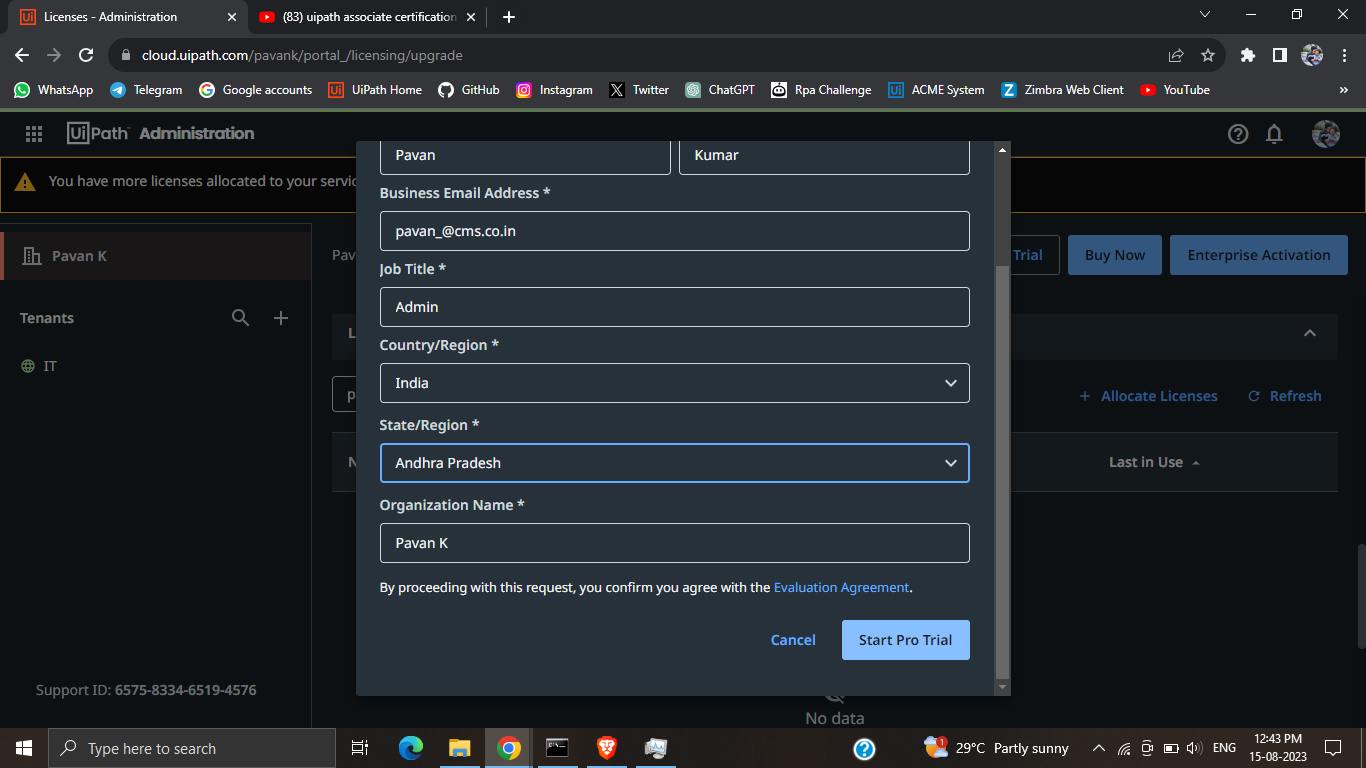 Licenses - Administration
(83) uipath associate certification
cloud.uipath.com/pavank/portal_/licensing/upgrade
WhatsApp Telegram Google accounts UiPath Home GitHub Instagram Twitter ChatGPT Rpa Challenge ACME System Zimbra Web Client YouTube »
UiPath Administration
You have more licenses allocated to your servic
Pavan Kumar
Business Email Address *
pavan_@cms.co.in
Pavan K
Pav
Trial Buy Now Enterprise Activation
Job Title *
Admin
Tenants
IT
L
Country/Region *
India
p
Allocate Licenses Refresh
State/Region *
Andhra Pradesh
N
Last in Use
Organization Name *
Pavan K
By proceeding with this request, you confirm you agree with the Evaluation Agreement.
Cancel Start Pro Trial
Support ID: 6575-8334-6519-4576
No data
Type here to search
1
29°C Partly sunny
ENG
12:43 PM
15-08-2023